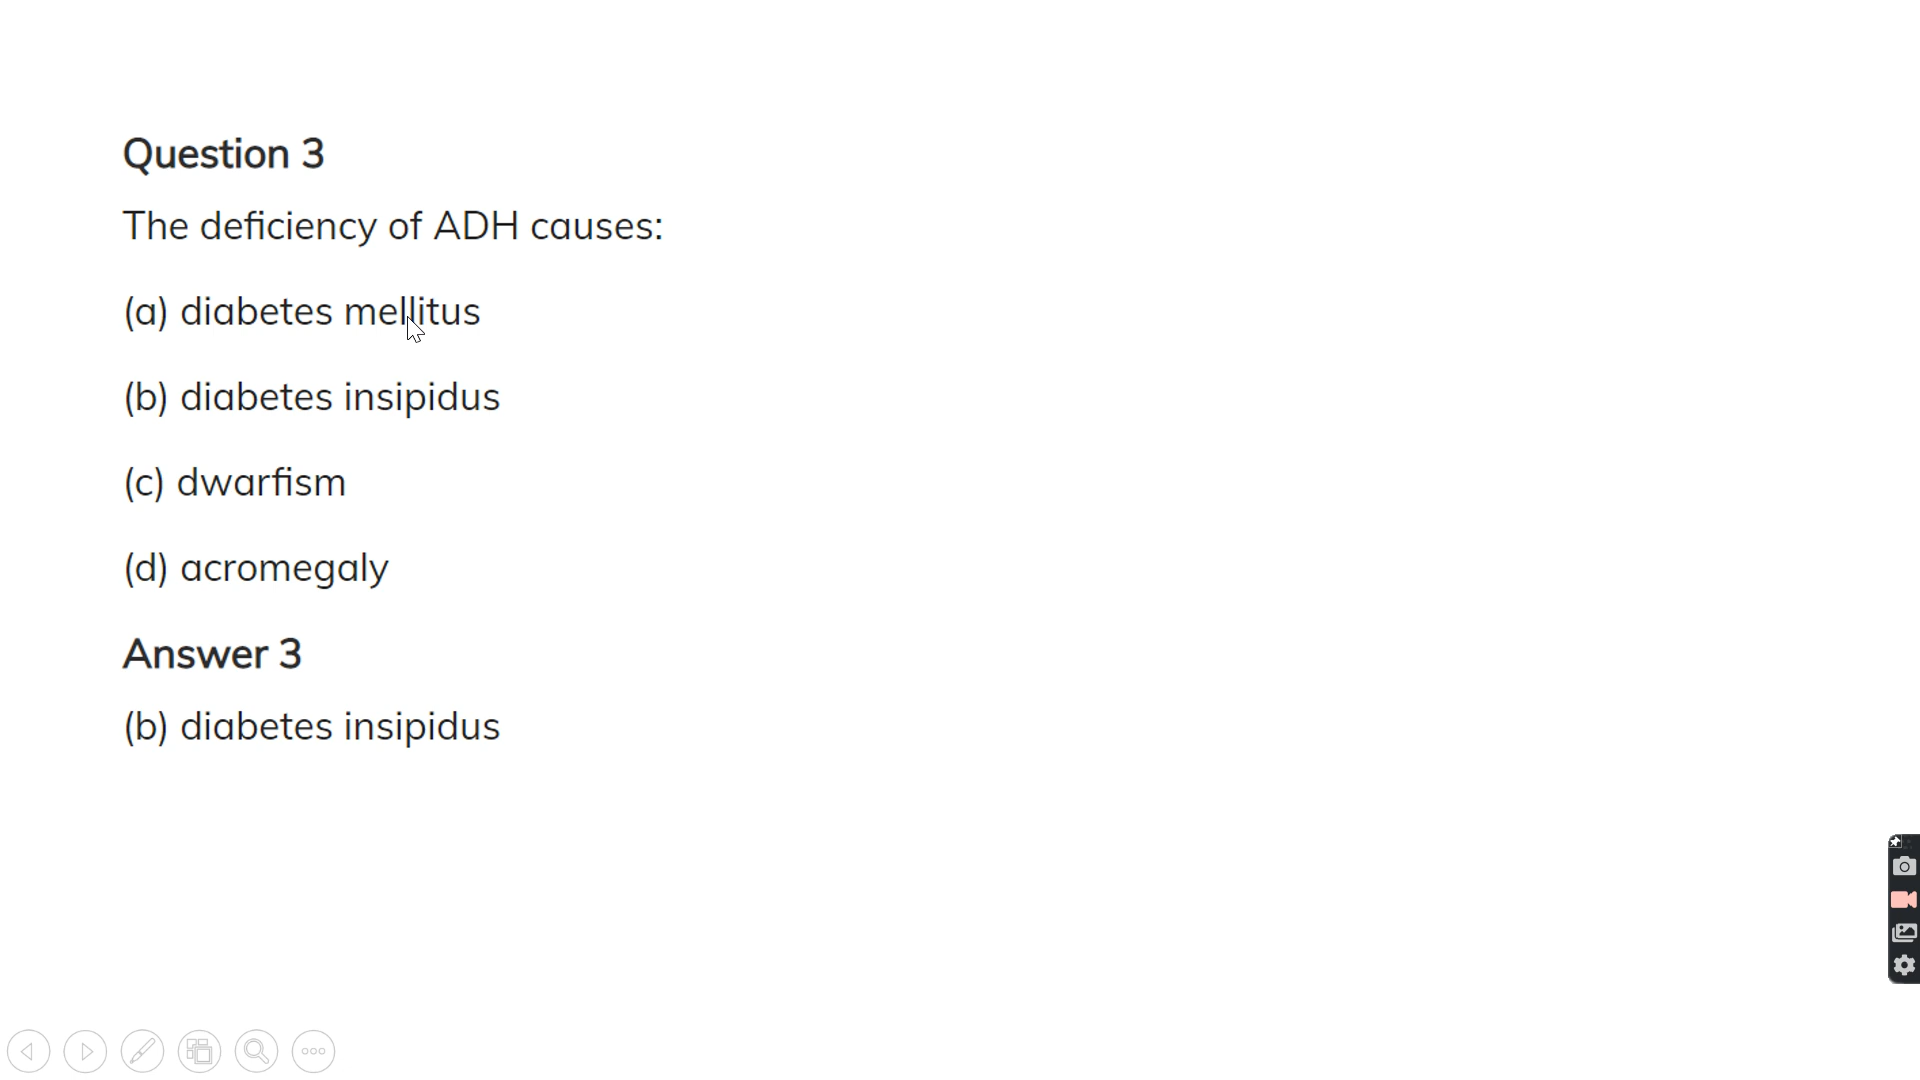 Question 3
The deficiency of ADH causes:
(a) diabetes mellitus
(b) diabetes insipidus
(c) dwarfism
(d) acromegaly
Answer 3
(b) diabetes insipidus